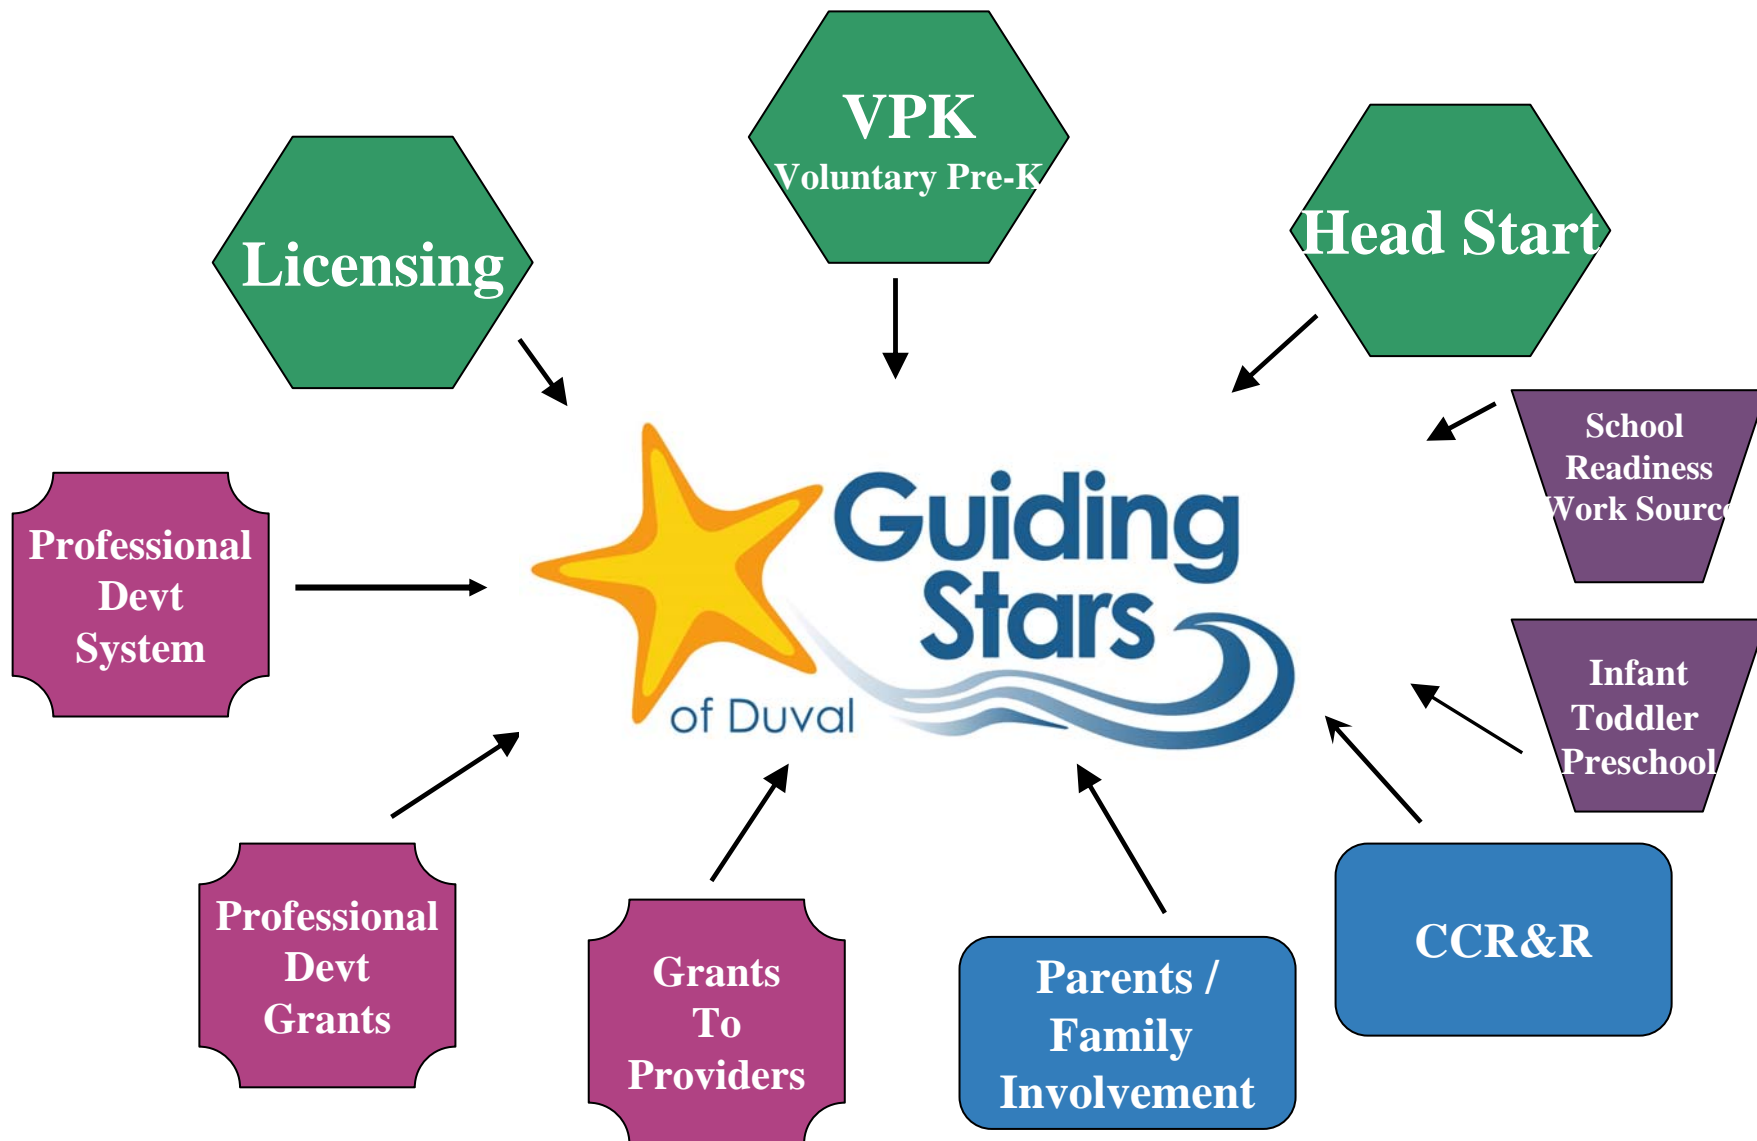 VPK
Voluntary Pre-K
Licensing
Head Start
School
Readiness
Work Source
Professional
Devt
System
Guiding
Stars
of Duval
Infant
Toddler
Preschool
Professional
Devt
Grants
Grants
To
Providers
Parents /
Family
Involvement
CCR&R